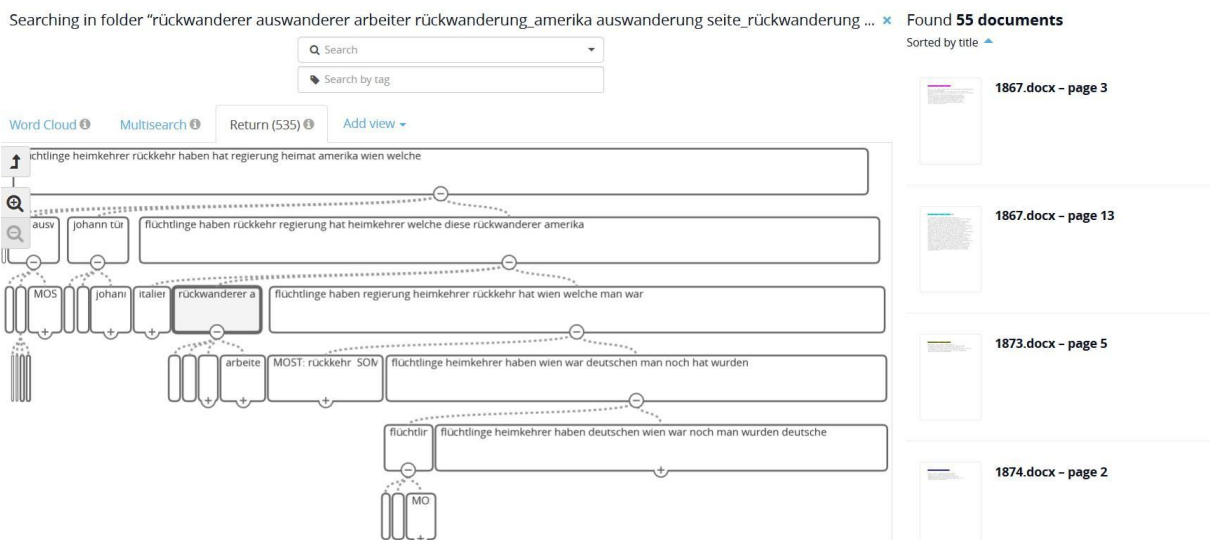 Searching in folder “rückwanderer auswanderer arbeiter rückwanderung_amerika auswanderung seite_rückwanderung ... ×
Found 55 documents
Sorted by title
Search
Search by tag
Word Cloud
Multisearch
Return (535)
Add view
chtlinge heimkehrer rückkehr haben hat regierung heimat amerika wien welche
ausw
johann tür
flüchtlinge haben rückkehr regierung hat heimkehrer welche diese rückwanderer amerika
MOS
johann
italien
rückwanderer a
flüchtlinge haben regierung heimkehrer rückkehr hat wien welche man war
arbeite
MOST: rückkehr SOM
flüchtlinge heimkehrer haben wien war deutschen man noch hat wurden
flüchtlin
flüchtlinge heimkehrer haben deutschen wien war noch man wurden deutsche
MO
1867.docx – page 3
1867.docx – page 13
1873.docx – page 5
1874.docx – page 2